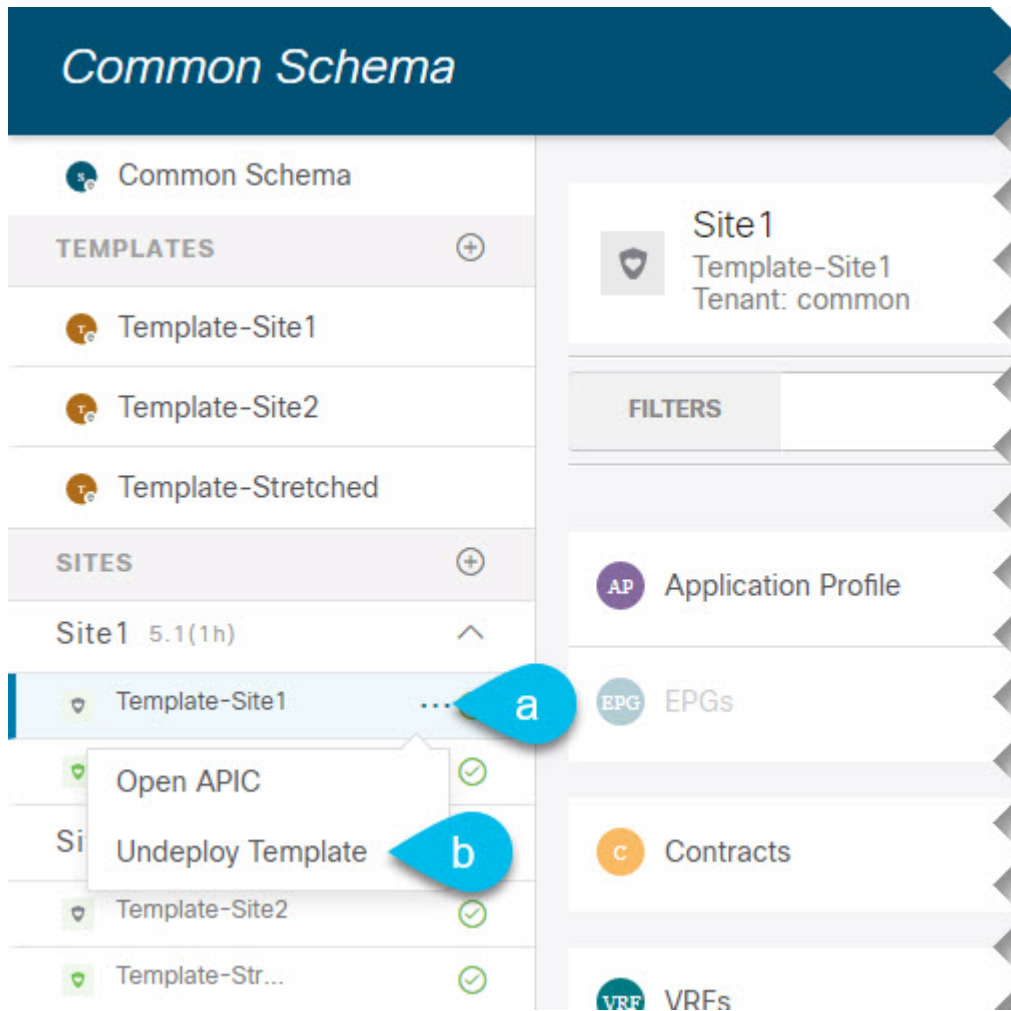 Common Schema
S
Common Schema
TEMPLATES
T
Template-Site1
T
Template-Site2
T
Template-Stretched
SITES
Site1 5.1(1h)
Template-Site1 ...
a
Open APIC
Si
Undeploy Template
b
Template-Site2
Template-Str...
Site1
Template-Site1
Tenant: common
FILTERS
AP Application Profile
EPG EPGs
C Contracts
VRF VRFs